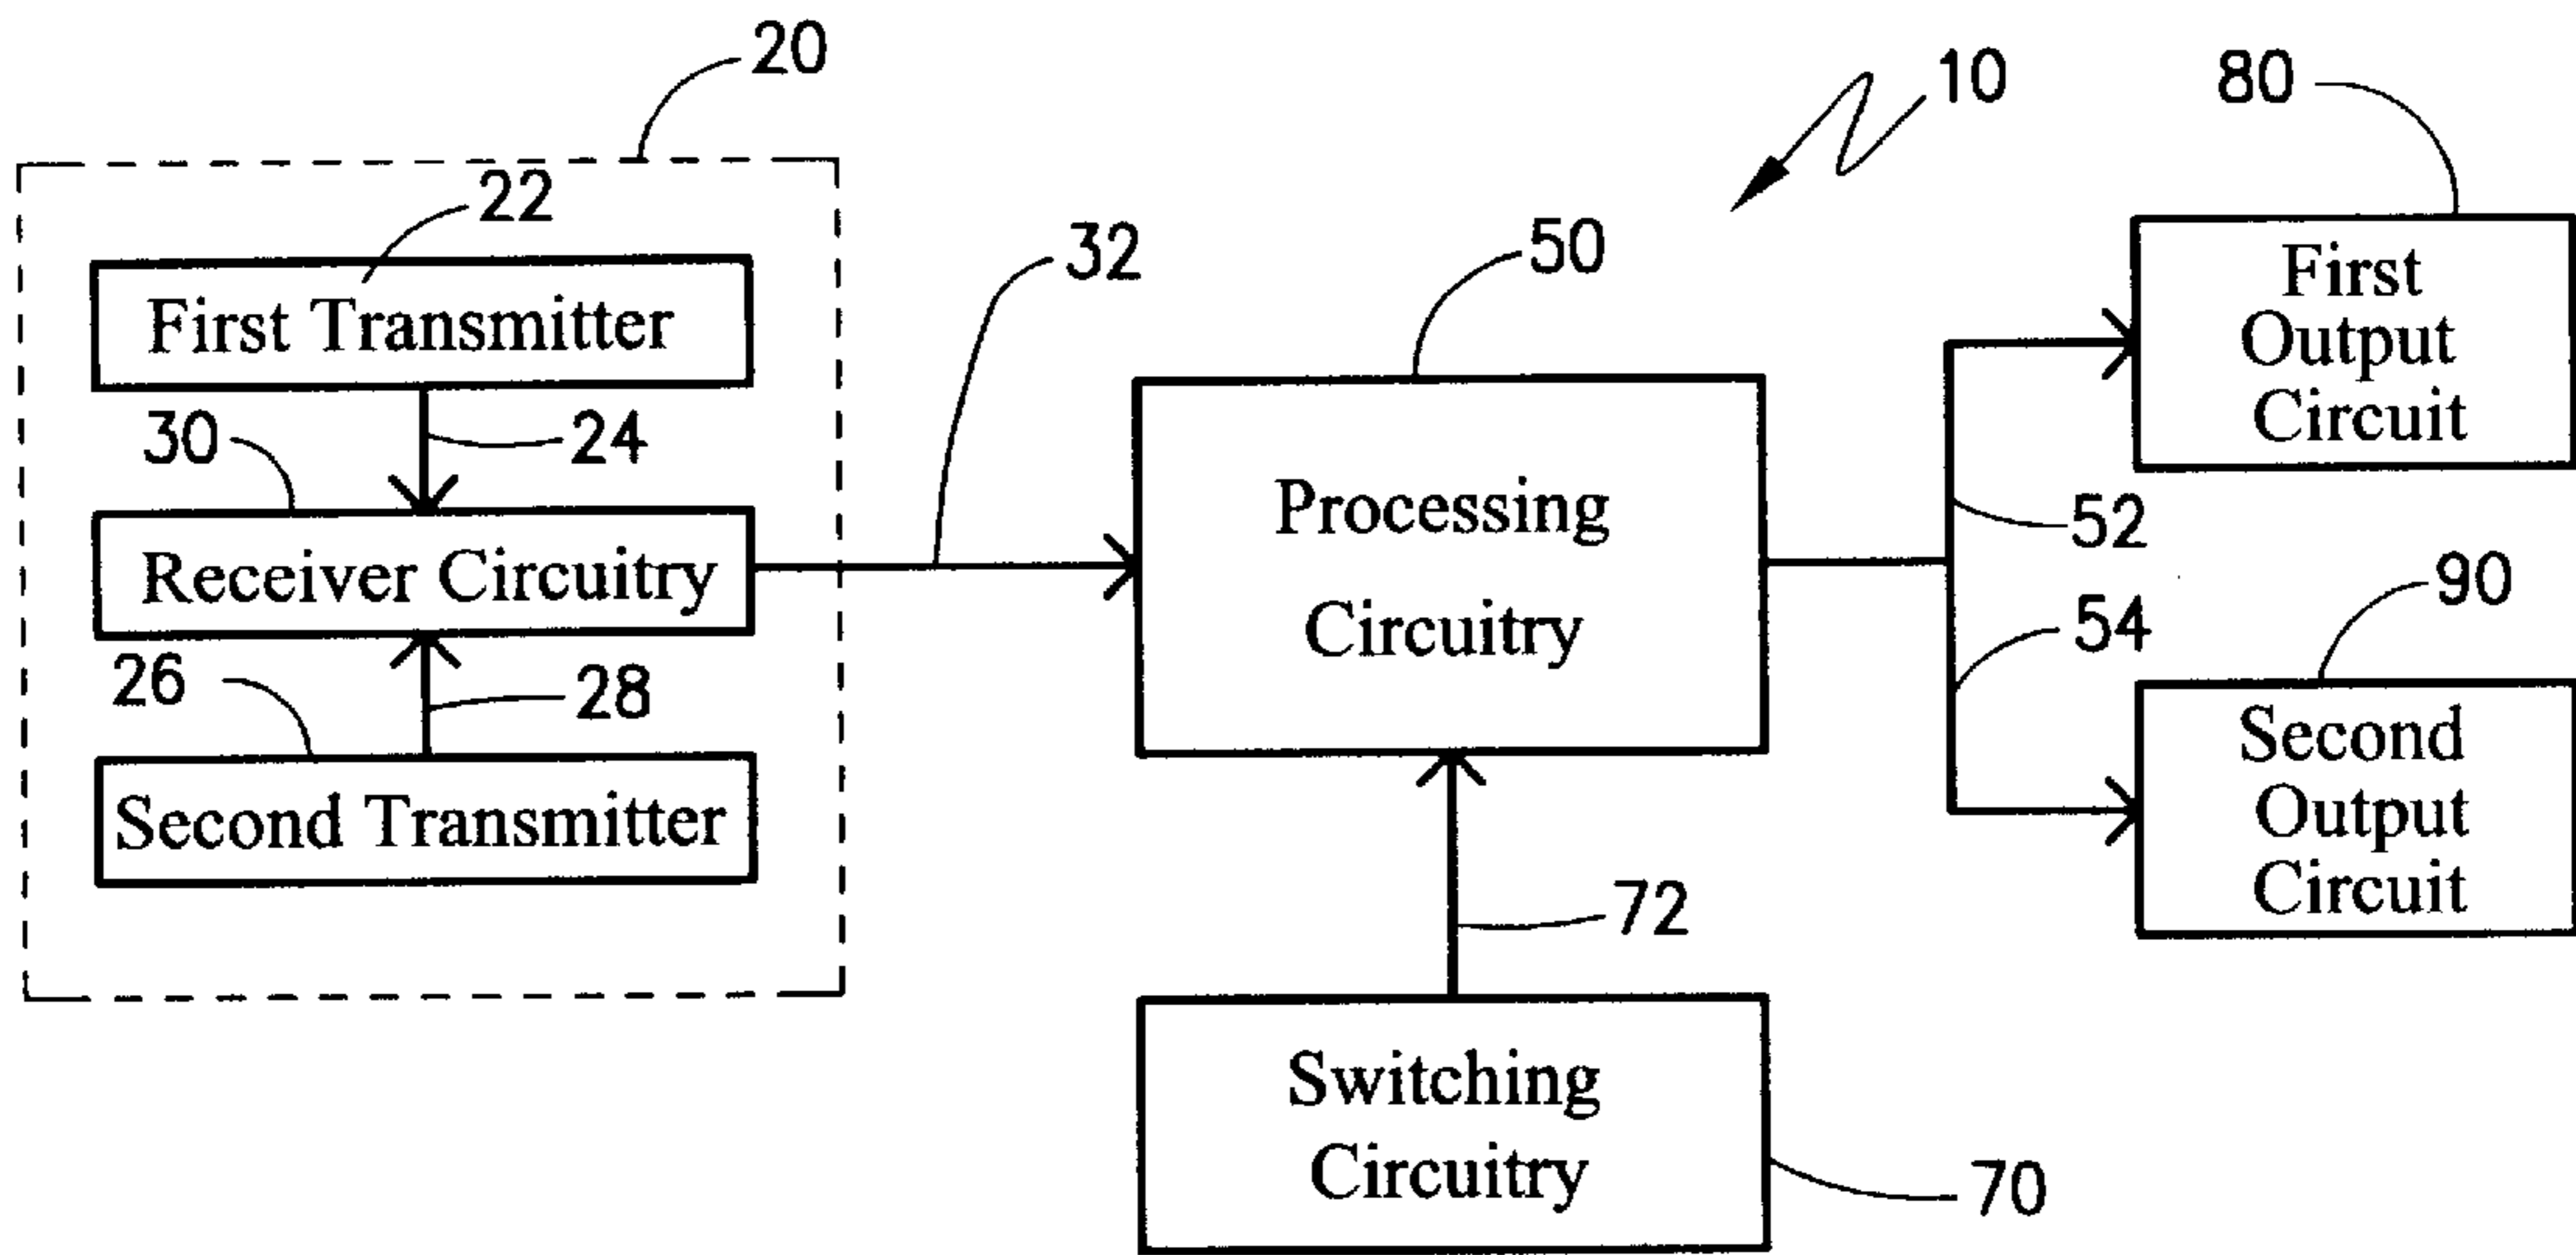 20
10
80
22
First Transmitter
32
50
First
Output
Circuit
30
24
Receiver Circuitry
Processing
Circuitry
52
90
26
28
54
Second Transmitter
Second
Output
Circuit
72
Switching
Circuitry
70